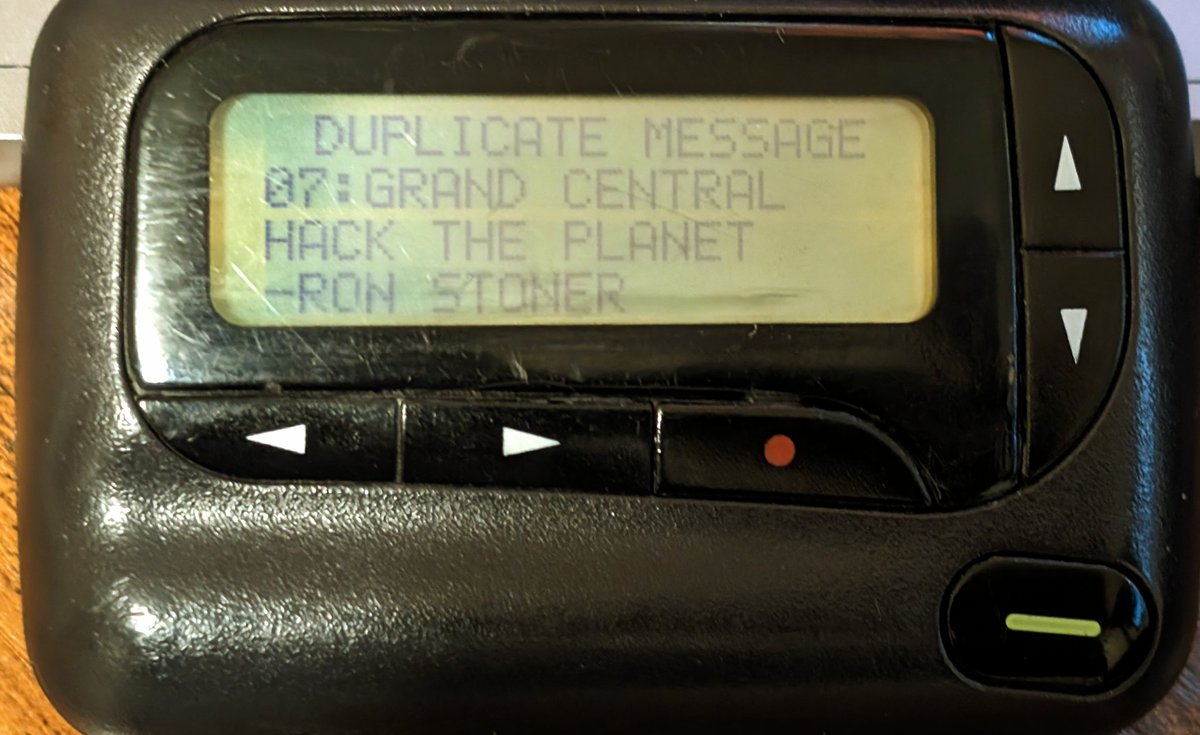 DUPLICATE MESSAGE
07:GRAND CENTRAL
HACK THE PLANET
-RON STONER